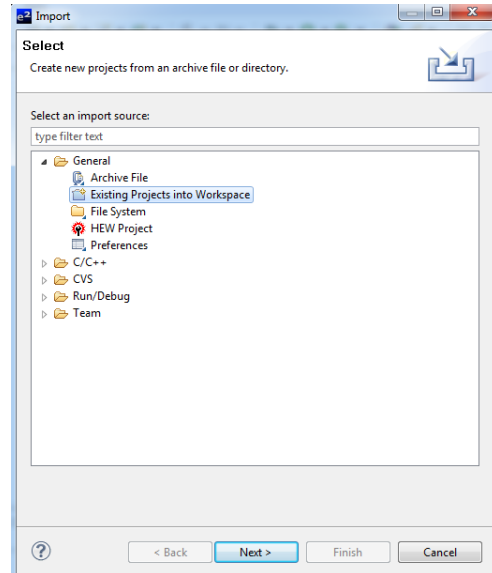 e² Import
Select
Create new projects from an archive file or directory.
Select an import source:
type filter text
General
Archive File
Existing Projects into Workspace
File System
HEW Project
Preferences
C/C++
CVS
Run/Debug
Team
? < Back Next > Finish Cancel